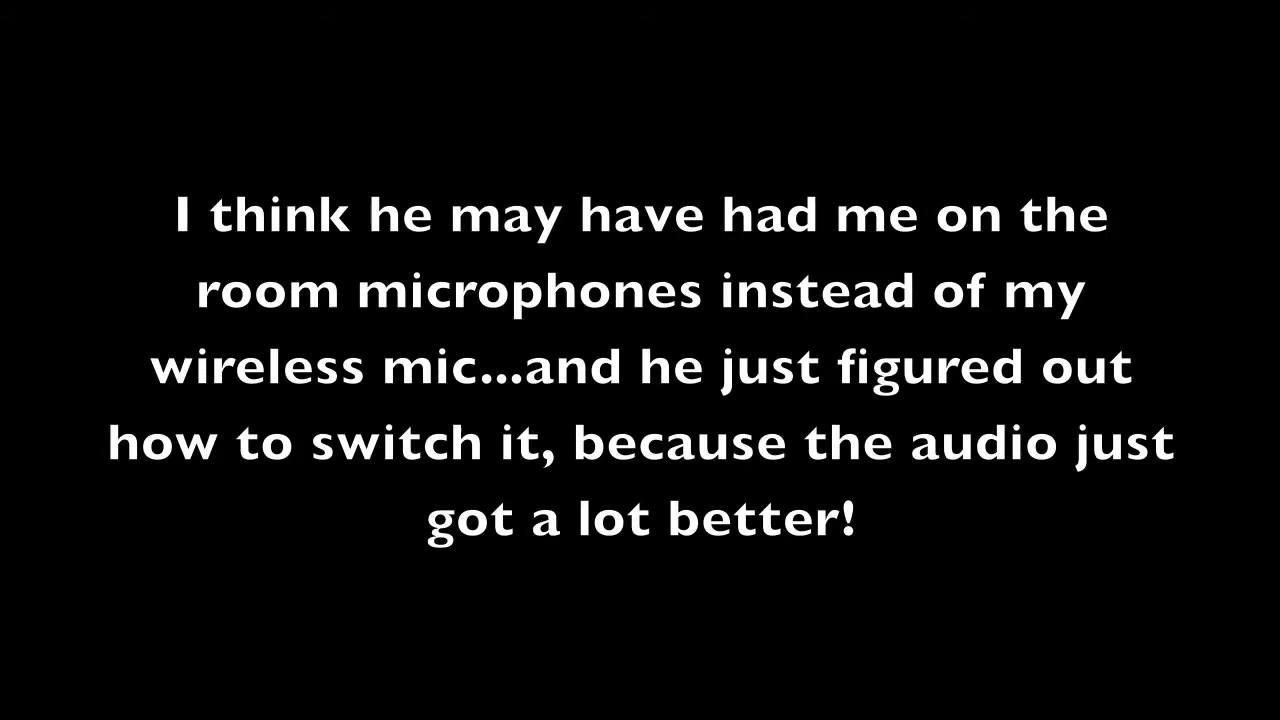 I think he may have had me on the
room microphones instead of my
wireless mic...and he just figured out
how to switch it, because the audio just
got a lot better!